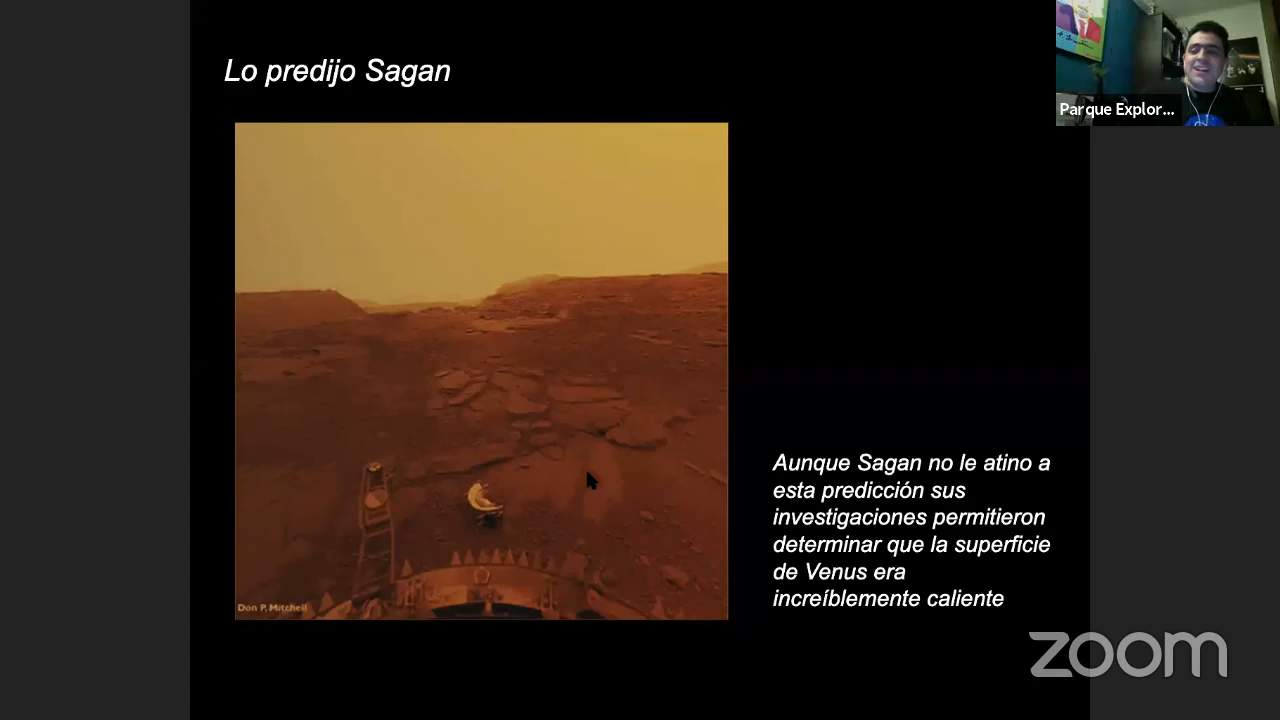 Lo predijo Sagan
Parque Explor...
Aunque Sagan no le atino a
esta predicción sus
investigaciones permitieron
determinar que la superficie
de Venus era
increíblemente caliente
Don P. Mitchell
zoom